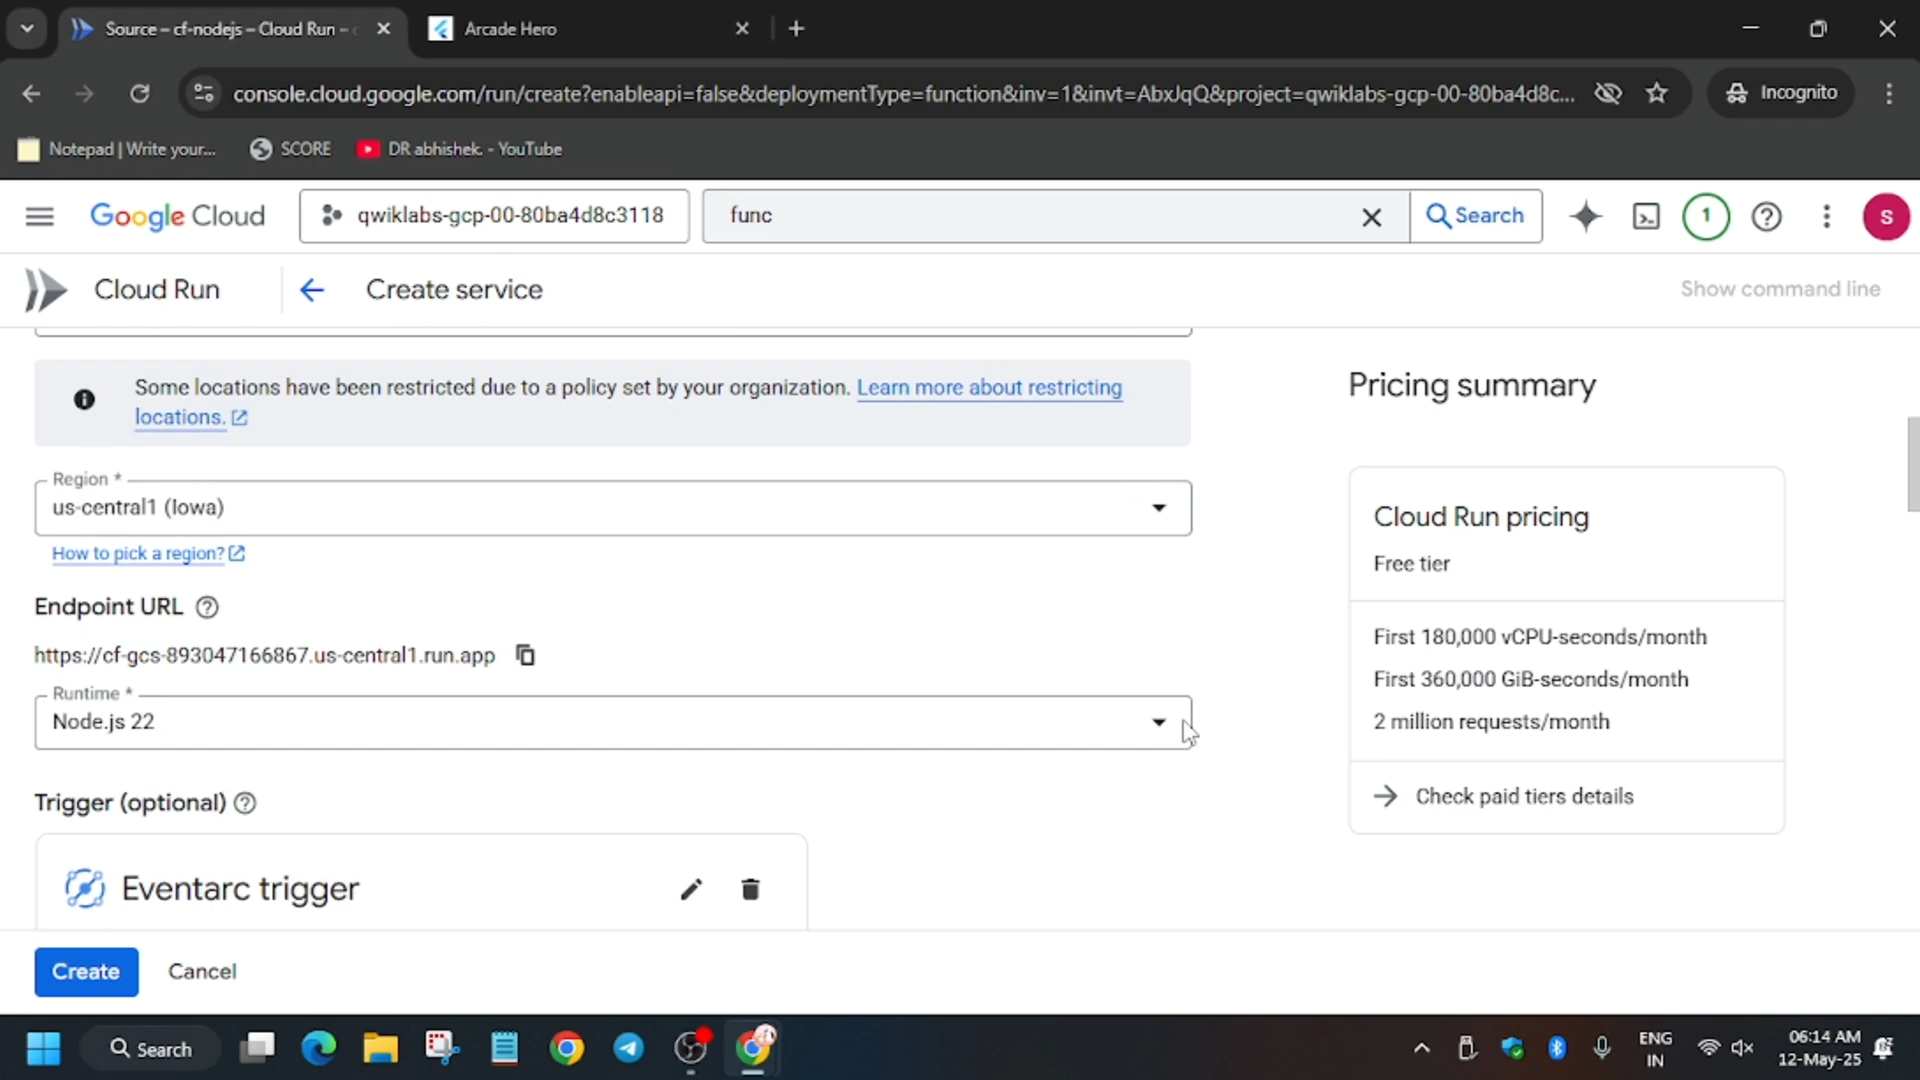 Source – cf-nodejs – Cloud Run –
Arcade Hero
console.cloud.google.com/run/create?enableapi=false&deploymentType=function&inv=1&invt=AbxJqQ&project=qwiklabs-gcp-00-80ba4d8c...
Incognito
Notepad | Write your...
SCORE
DR abhishek. - YouTube
Google Cloud
qwiklabs-gcp-00-80ba4d8c3118
func
Search
1
S
Cloud Run
Create service
Show command line
Some locations have been restricted due to a policy set by your organization. Learn more about restricting
locations.
Region *
us-central1 (Iowa)
How to pick a region?
Endpoint URL
https://cf-gcs-893047166867.us-central1.run.app
Runtime *
Node.js 22
Trigger (optional)
Eventarc trigger
Pricing summary
Cloud Run pricing
Free tier
First 180,000 vCPU-seconds/month
First 360,000 GiB-seconds/month
2 million requests/month
Check paid tiers details
Create
Cancel
Search
ENG
IN
06:14 AM
12-May-25